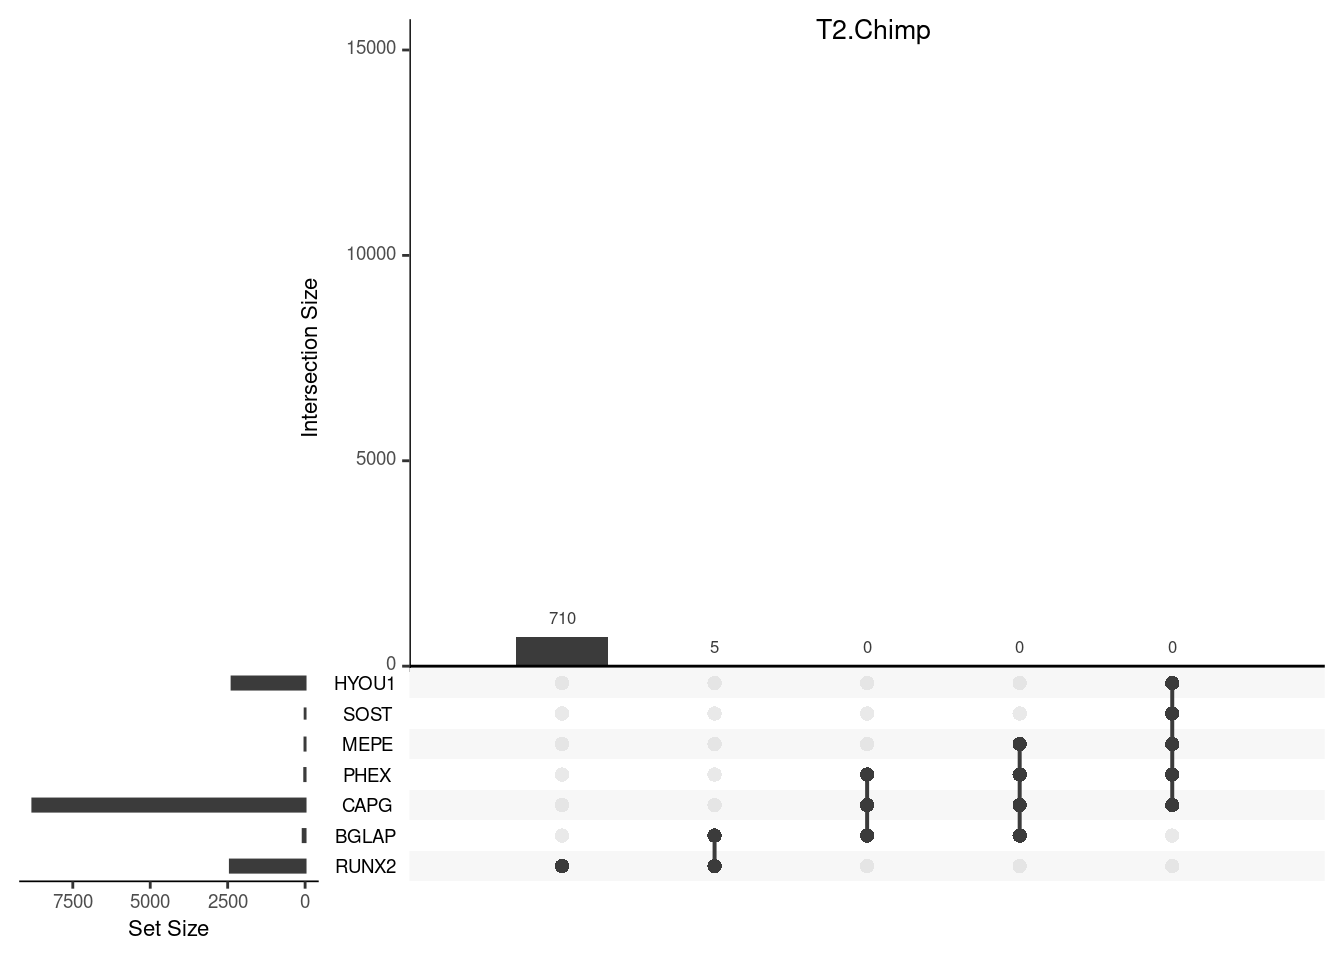 T2.Chimp
15000
10000
5000
0
Intersection Size
710
5
0
0
0
HYOU1
SOST
MEPE
PHEX
CAPG
BGLAP
RUNX2
7500 5000 2500 0
Set Size